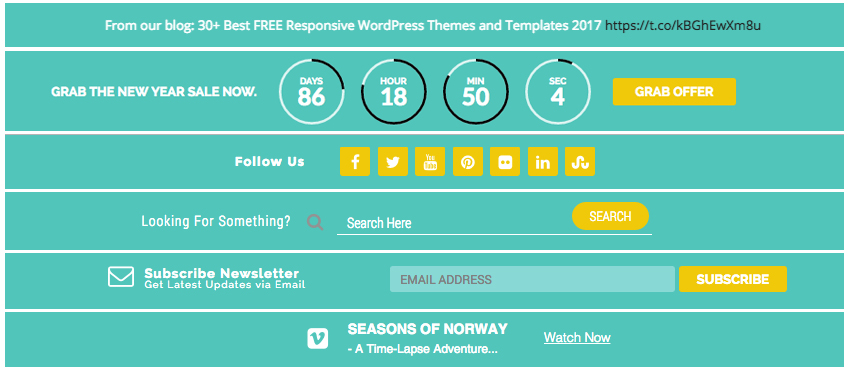 From our blog: 30+ Best FREE Responsive WordPress Themes and Templates 2017 https://t.co/kBGhEwXm8u
GRAB THE NEW YEAR SALE NOW. DAYS 86 HOUR 18 MIN 50 SEC 4 GRAB OFFER
Follow Us You Tube in
Looking For Something? Search Here SEARCH
Subscribe Newsletter
Get Latest Updates via Email
EMAIL ADDRESS SUBSCRIBE
SEASONS OF NORWAY
- A Time-Lapse Adventure...
Watch Now